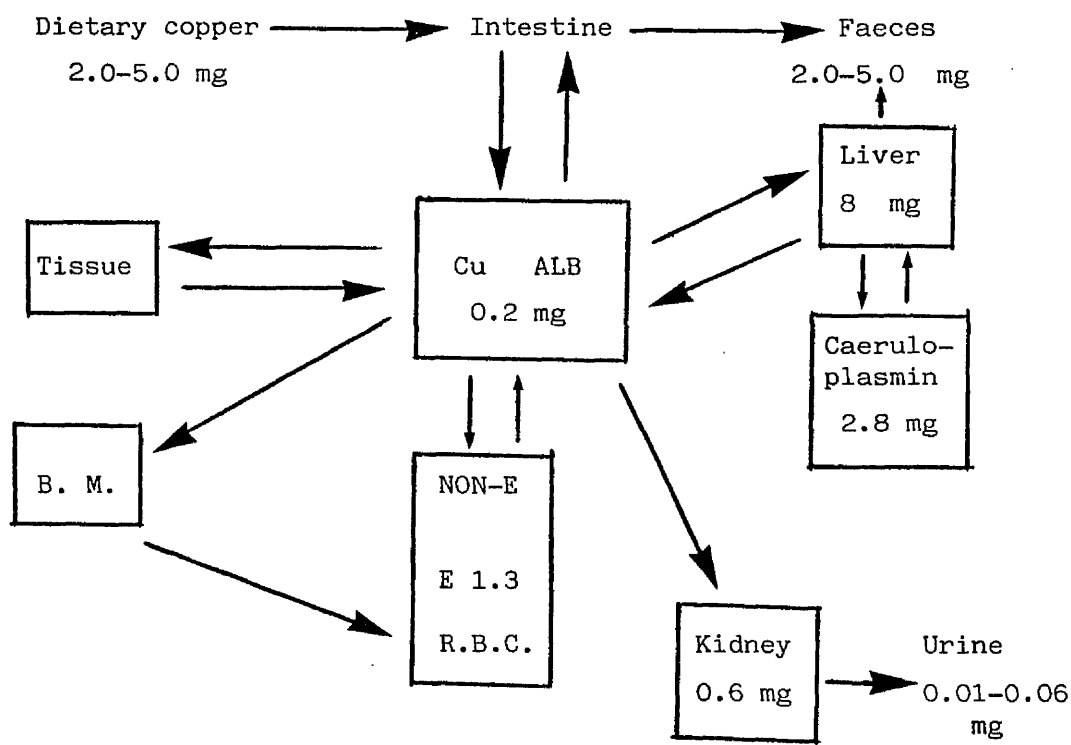 Dietary copper
2.0-5.0 mg
Intestine
Faeces
2.0-5.0 mg
Liver
8 mg
Tissue
Cu ALB
0.2 mg
Caerulo-
plasmin
2.8 mg
B. M.
NON-E
E 1.3
R.B.C.
Kidney
0.6 mg
Urine
0.01-0.06
mg